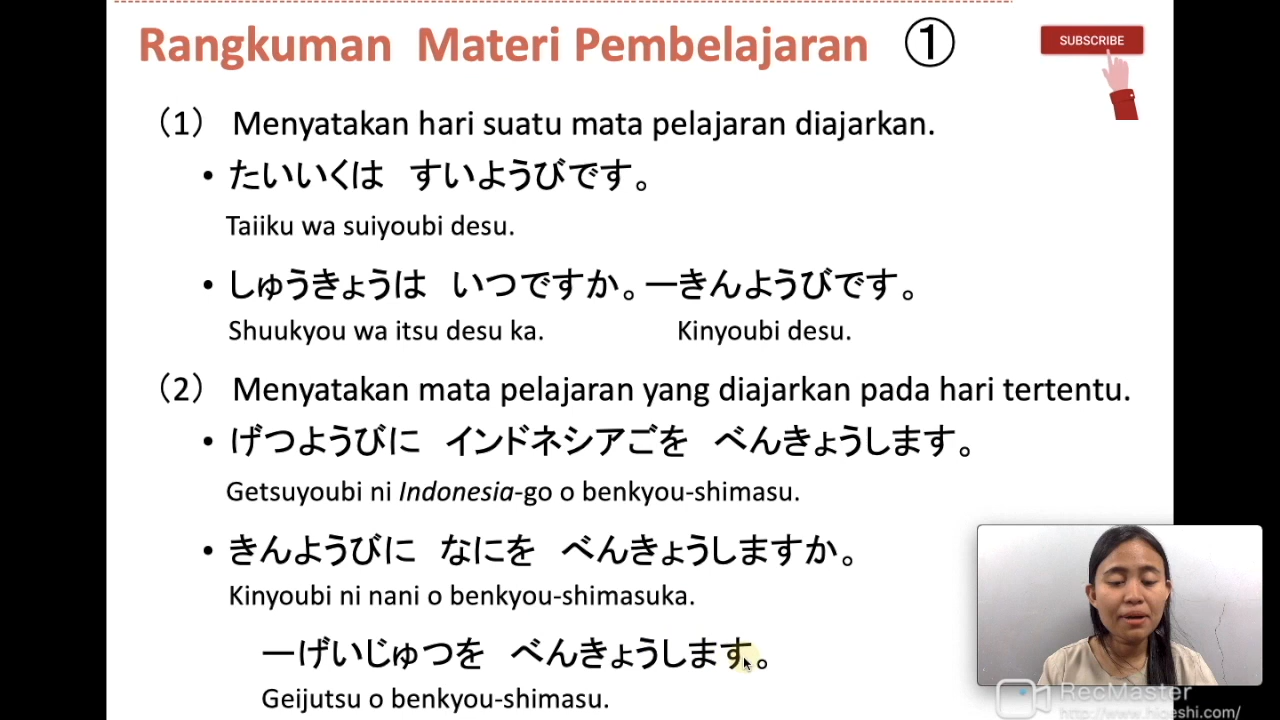 Rangkuman Materi Pembelajaran ①
SUBSCRIBE
（1） Menyatakan hari suatu mata pelajaran diajarkan.
• たいいくは　すいようびです。
Taiiku wa suiyoubi desu.
• しゅうきょうは　いつですか。ーきんようびです。
Shuukyou wa itsu desu ka. Kinyoubi desu.
（2） Menyatakan mata pelajaran yang diajarkan pada hari tertentu.
• げつようびに　インドネシアごを　べんきょうします。
Getsuyoubi ni Indonesia-go o benkyou-shimasu.
• きんようびに　なにを　べんきょうしますか。
Kinyoubi ni nani o benkyou-shimasuka.
ーげいじゅつを　べんきょうします。
Geijutsu o benkyou-shimasu.
RecMaster